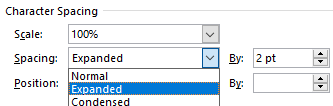 Character Spacing
Scale: 100%
Spacing: Expanded By: 2 pt
Normal
Position: Expanded By:
Condensed